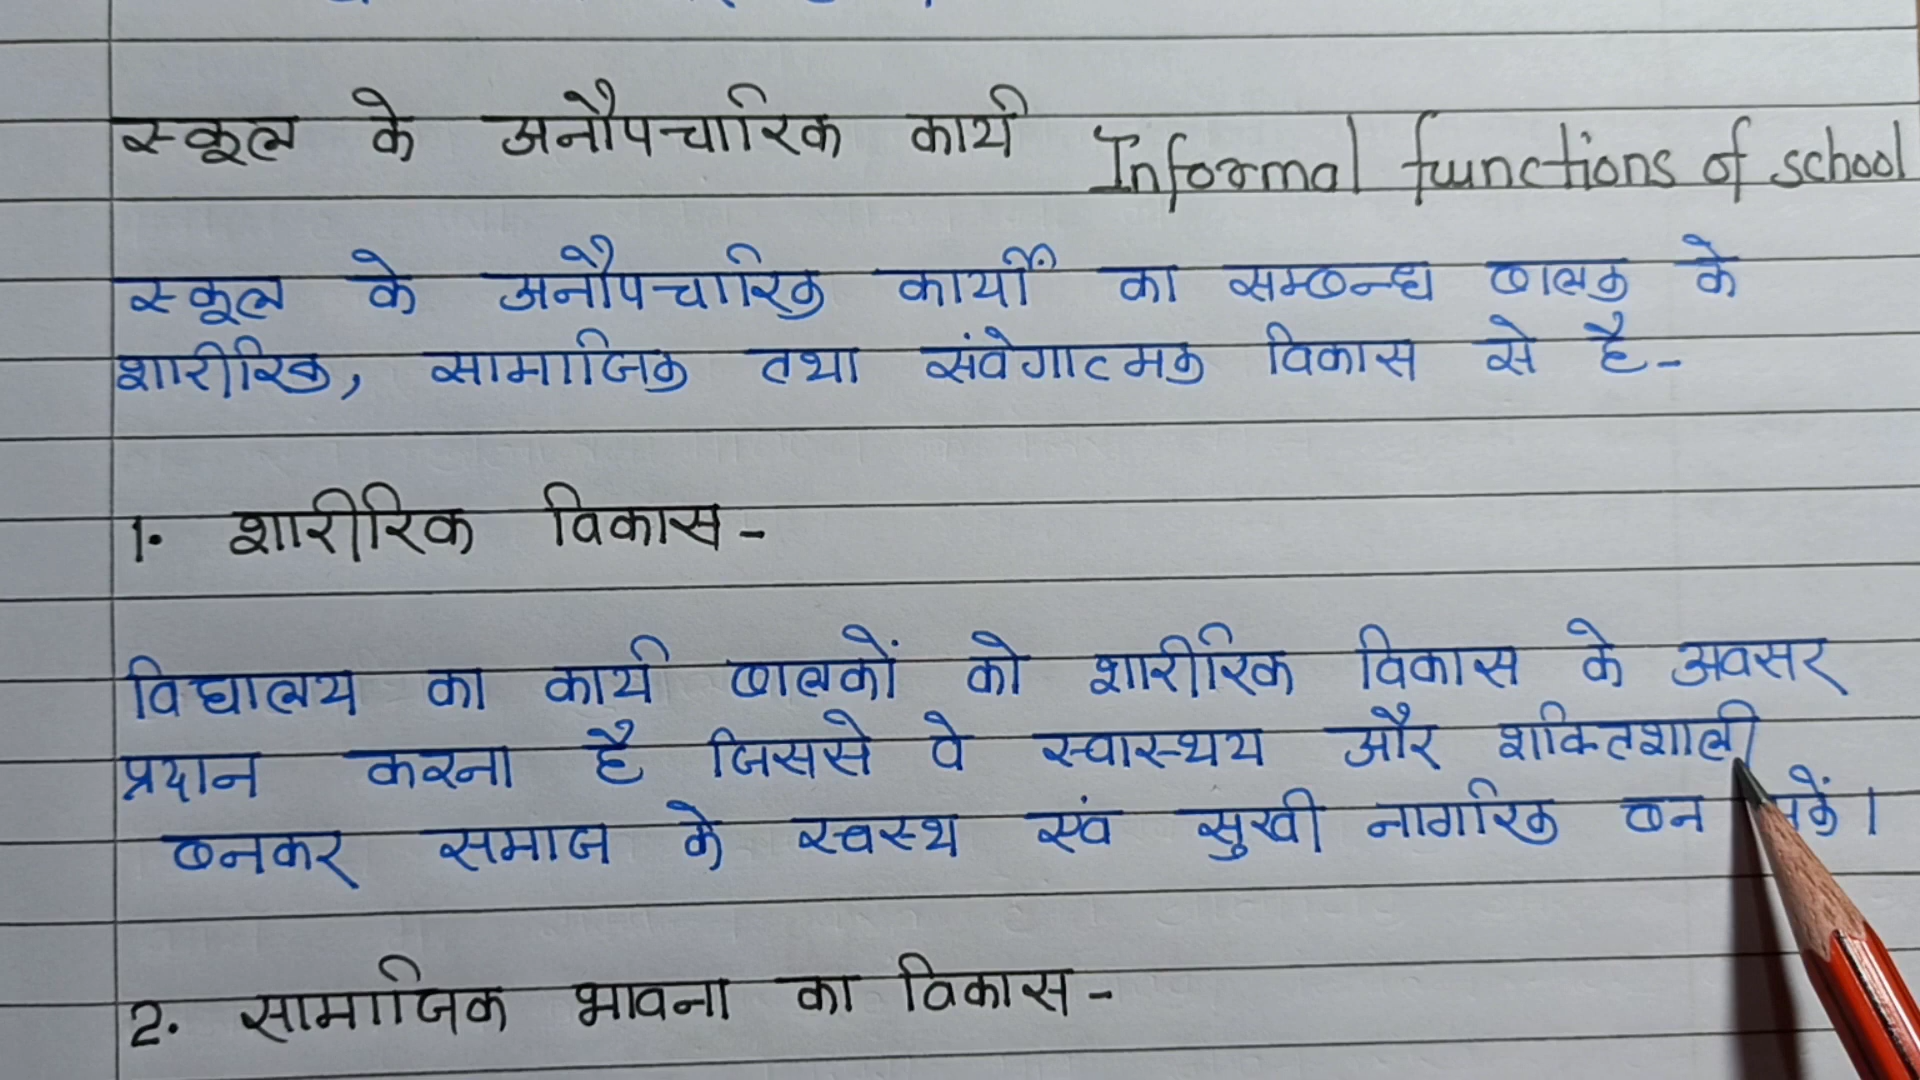 स्कूल के अनौपचारिक कार्य Informal functions of school
स्कूल के अनौपचारिक कार्यों का सम्बन्ध बालक के
शारीरिक, सामाजिक तथा संवेगात्मक विकास से है-
1. शारीरिक विकास-
विद्यालय का कार्य बालकों को शारीरिक विकास के अवसर
प्रदान करना है जिससे वे स्वास्थय और शक्तिशाली
बनकर समाज के स्वस्थ एवं सुखी नागरिक बन
2. सामाजिक भावना का विकास-